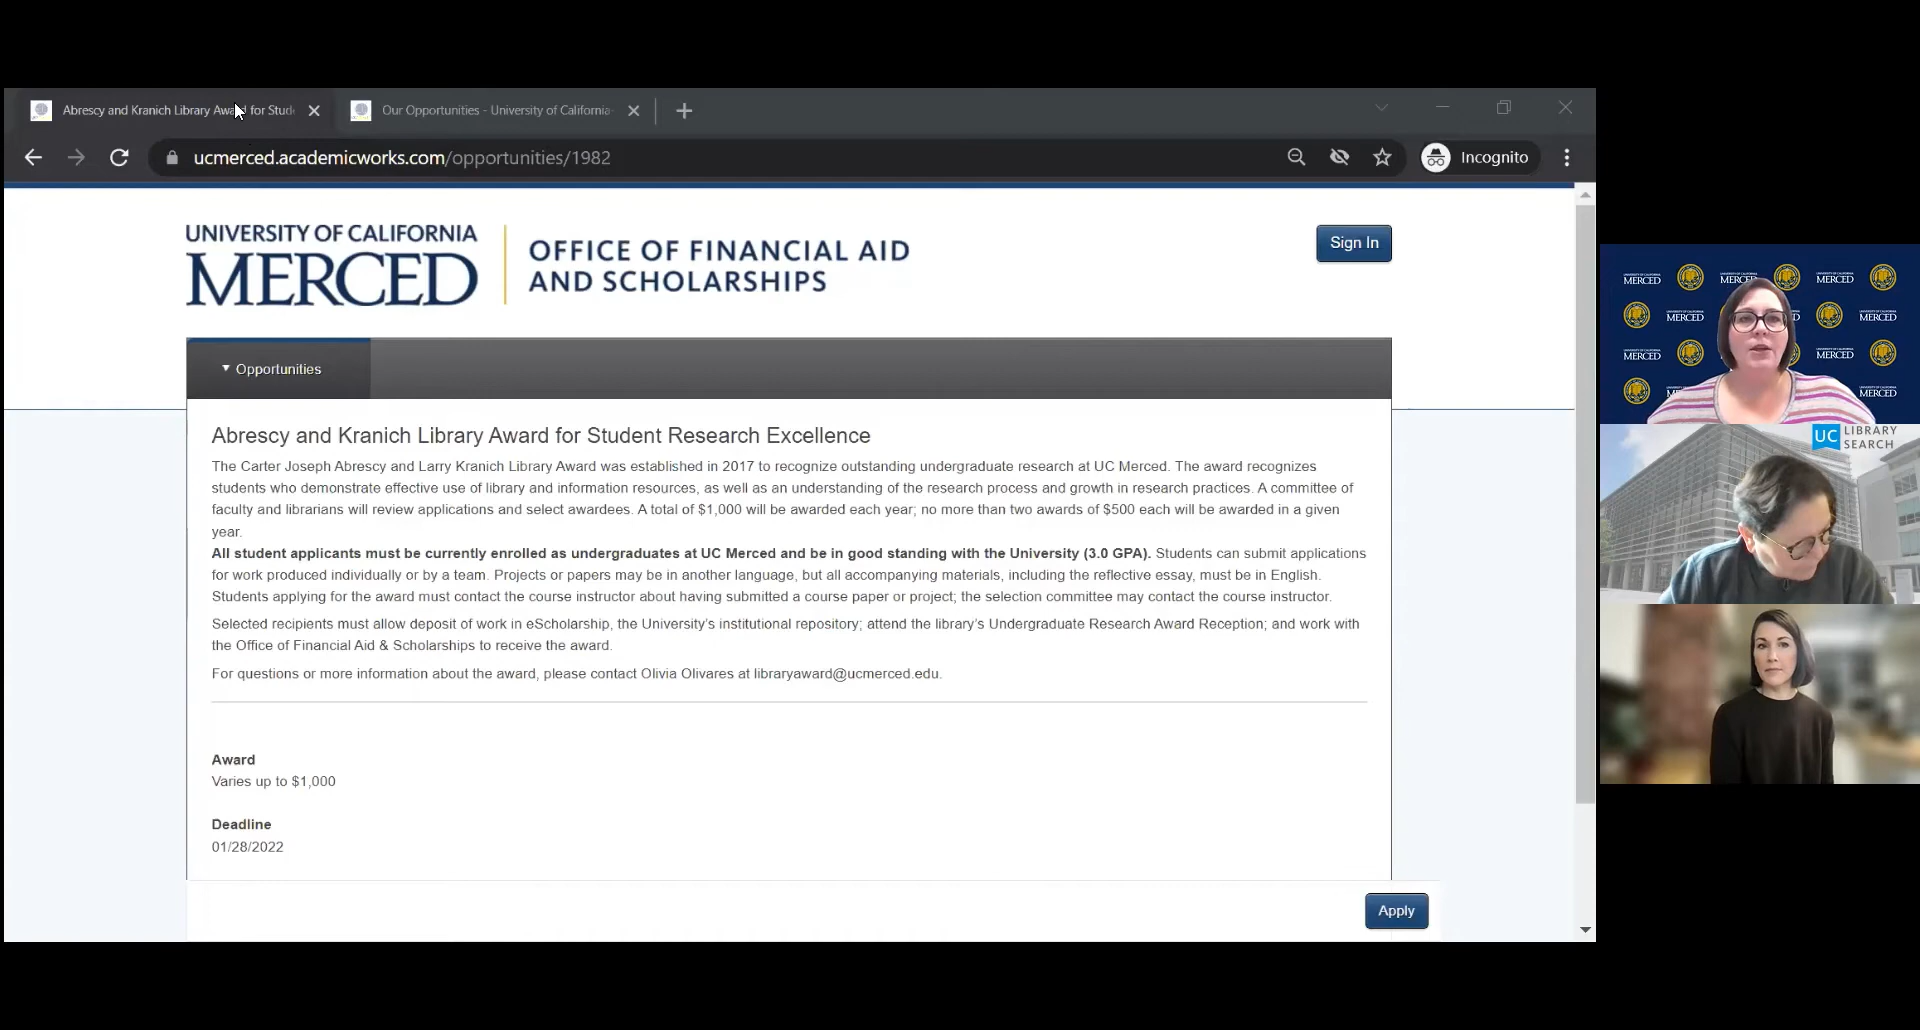 Abrescy and Kranich Library Award for Stud
Our Opportunities - University of California
ucmerced.academicworks.com/opportunities/1982
Incognito
UNIVERSITY OF CALIFORNIA
MERCED
OFFICE OF FINANCIAL AID
AND SCHOLARSHIPS
Sign In
Opportunities
Abrescy and Kranich Library Award for Student Research Excellence
The Carter Joseph Abrescy and Larry Kranich Library Award was established in 2017 to recognize outstanding undergraduate research at UC Merced. The award recognizes
students who demonstrate effective use of library and information resources, as well as an understanding of the research process and growth in research practices. A committee of
faculty and librarians will review applications and select awardees. A total of $1,000 will be awarded each year; no more than two awards of $500 each will be awarded in a given
year.
All student applicants must be currently enrolled as undergraduates at UC Merced and be in good standing with the University (3.0 GPA). Students can submit applications
for work produced individually or by a team. Projects or papers may be in another language, but all accompanying materials, including the reflective essay, must be in English.
Students applying for the award must contact the course instructor about having submitted a course paper or project; the selection committee may contact the course instructor.
Selected recipients must allow deposit of work in eScholarship, the University's institutional repository; attend the library's Undergraduate Research Award Reception; and work with
the Office of Financial Aid & Scholarships to receive the award.
For questions or more information about the award, please contact Olivia Olivares at libraryaward@ucmerced.edu.
Award
Varies up to $1,000
Deadline
01/28/2022
Apply
MERCED
MERCED
MERCED
MERCED
MERCED
MERCED
MERCED
MERCED
MERCED
UC LIBRARY
SEARCH